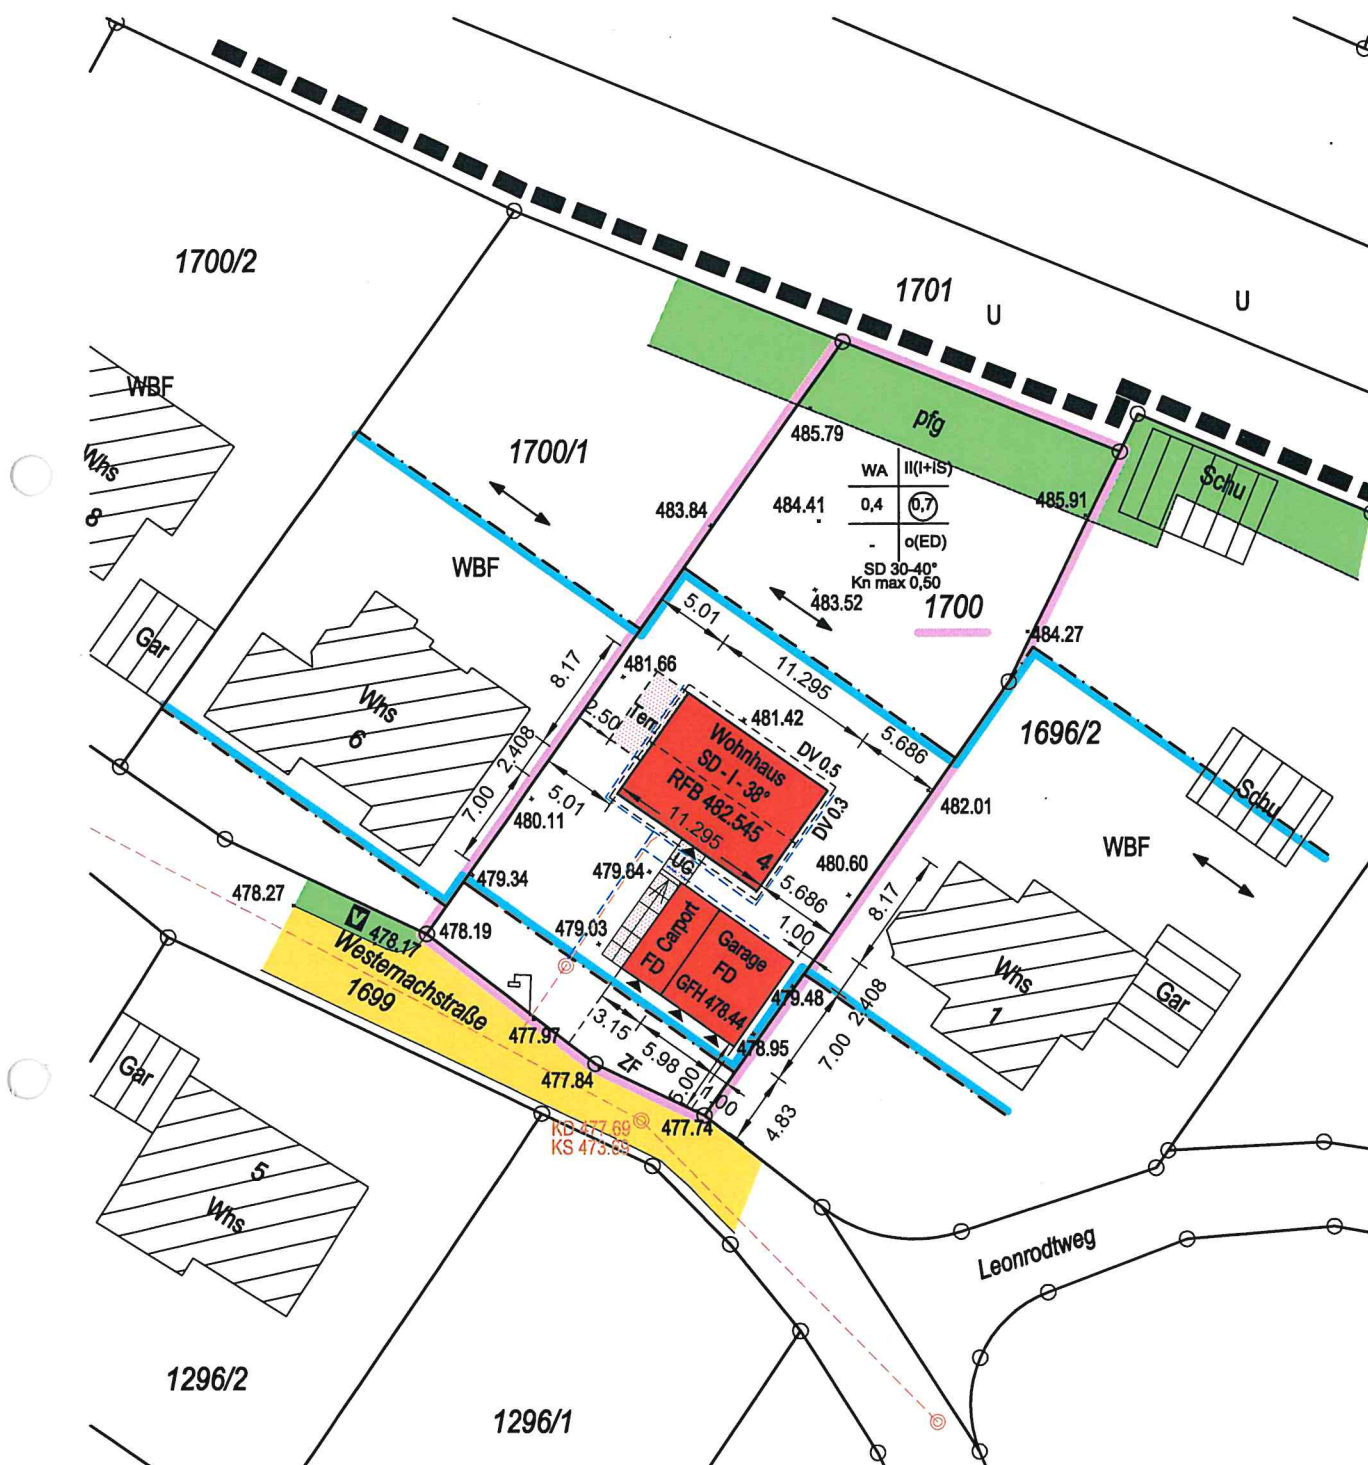 1700/2
1701
U
U
WBF
Whs
8
1700/1
pfg
485.79
WA
II(I+IS)
0,4
0,7
-
o(ED)
SD 30-40°
Kn max 0,50
484.41
485.91
Schu
483.84
WBF
483.52
1700
484.27
Gar
5.01
8.17
481.66
11.295
Whs
6
2.50
Terr
481.42
5.686
1696/2
Wohnhaus
SD - I - 38°
RFB 482.545
11.295
4
DV 0.5
DV 0.3
2.408
7.00
480.11
5.01
482.01
Schu
WBF
479.34
479.84
UG
480.60
5.686
1.00
8.17
478.27
V
478.17
478.19
479.03
Carport
FD
Garage
FD
GFH 478.44
Westernachstraße
1699
479.48
2.408
7.00
Whs
1
Gar
477.97
3.15
5.98
478.95
ZF
477.84
5.00
1.00
4.83
477.74
KD 477.69
KS 473.69
Gar
5
Whs
Leonrodtweg
1296/2
1296/1